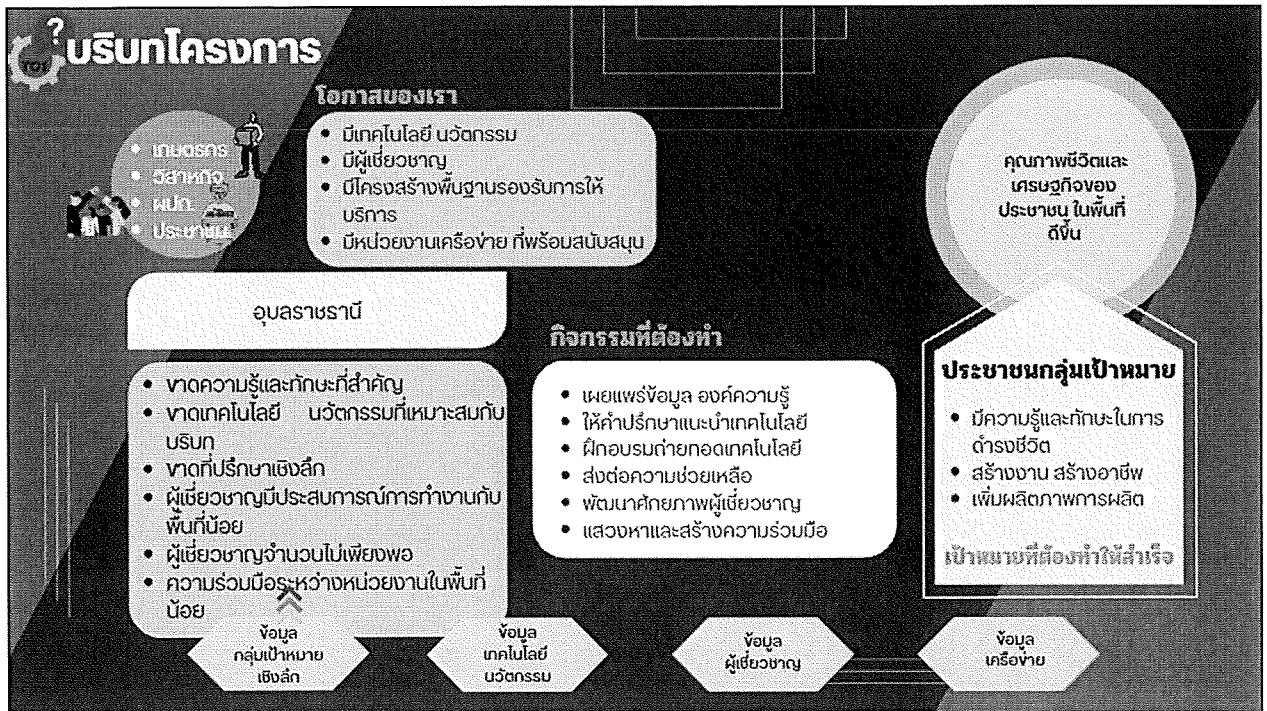 ?
TCS
บริบทโครงการ
โอกาสของเรา
• เกษตรกร
• วิสาหกิจ
• ผปก.
• ประชาชน
• มีเทคโนโลยี นวัตกรรม
• มีผู้เชี่ยวชาญ
• มีโครงสร้างพื้นฐานรองรับการให้
บริการ
• มีหน่วยงานเครือข่าย ที่พร้อมสนับสนุน
อุบลราชธานี
• ขาดความรู้และทักษะที่สำคัญ
• ขาดเทคโนโลยี นวัตกรรมที่เหมาะสมกับ
บริบท
• ขาดที่ปรึกษาเชิงลึก
• ผู้เชี่ยวชาญมีประสบการณ์การทำงานกับ
พื้นที่น้อย
• ผู้เชี่ยวชาญจำนวนไม่เพียงพอ
• ความร่วมมือระหว่างหน่วยงานในพื้นที่
น้อย
กิจกรรมที่ต้องทำ
• เผยแพร่ข้อมูล องค์ความรู้
• ให้คำปรึกษาแนะนำเทคโนโลยี
• ฝึกอบรมถ่ายทอดเทคโนโลยี
• ส่งต่อความช่วยเหลือ
• พัฒนาศักยภาพผู้เชี่ยวชาญ
• แสวงหาและสร้างความร่วมมือ
คุณภาพชีวิตและ
เศรษฐกิจของ
ประชาชน ในพื้นที่
ดีขึ้น
ประชาชนกลุ่มเป้าหมาย
• มีความรู้และทักษะในการ
ดำรงชีวิต
• สร้างงาน สร้างอาชีพ
• เพิ่มผลิตภาพการผลิต
เป้าหมายที่ต้องทำให้สำเร็จ
ข้อมูล
กลุ่มเป้าหมาย
เชิงลึก
ข้อมูล
เทคโนโลยี
นวัตกรรม
ข้อมูล
ผู้เชี่ยวชาญ
ข้อมูล
เครือข่าย